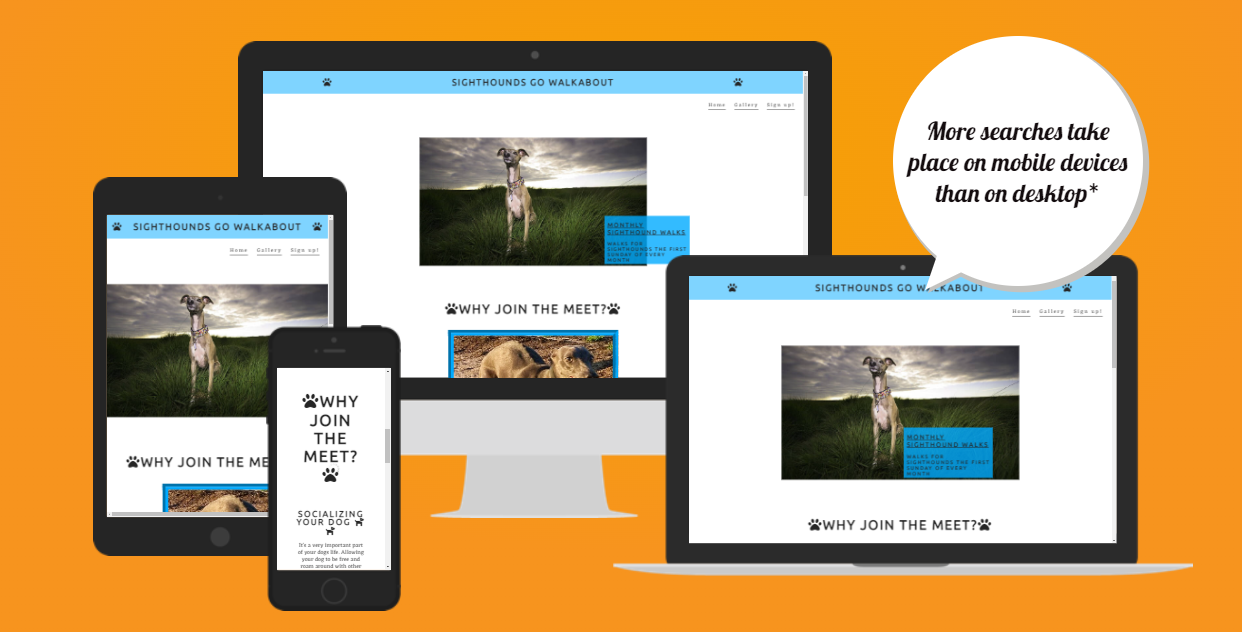 SIGHTHOUNDS GO WALKABOUT
Home Gallery Sign up!
MONTHLY
SIGHTHOUND WALKS
WALKS FOR
SIGHTHOUNDS THE FIRST
SUNDAY OF EVERY
MONTH
WHY JOIN THE MEET?
More searches take
place on mobile devices
than on desktop*
SIGHTHOUNDS GO WALKABOUT
Home Gallery Sign up!
WHY JOIN THE ME
WHY
JOIN
THE
MEET?
SOCIALIZING
YOUR DOG
It's a very important part
of your dogs life. Allowing
your dog to be free and
roam around with other
SIGHTHOUNDS GO WALKABOUT
Home Gallery Sign up!
MONTHLY
SIGHTHOUND WALKS
WALKS FOR
SIGHTHOUNDS THE FIRST
SUNDAY OF EVERY
MONTH
WHY JOIN THE MEET?